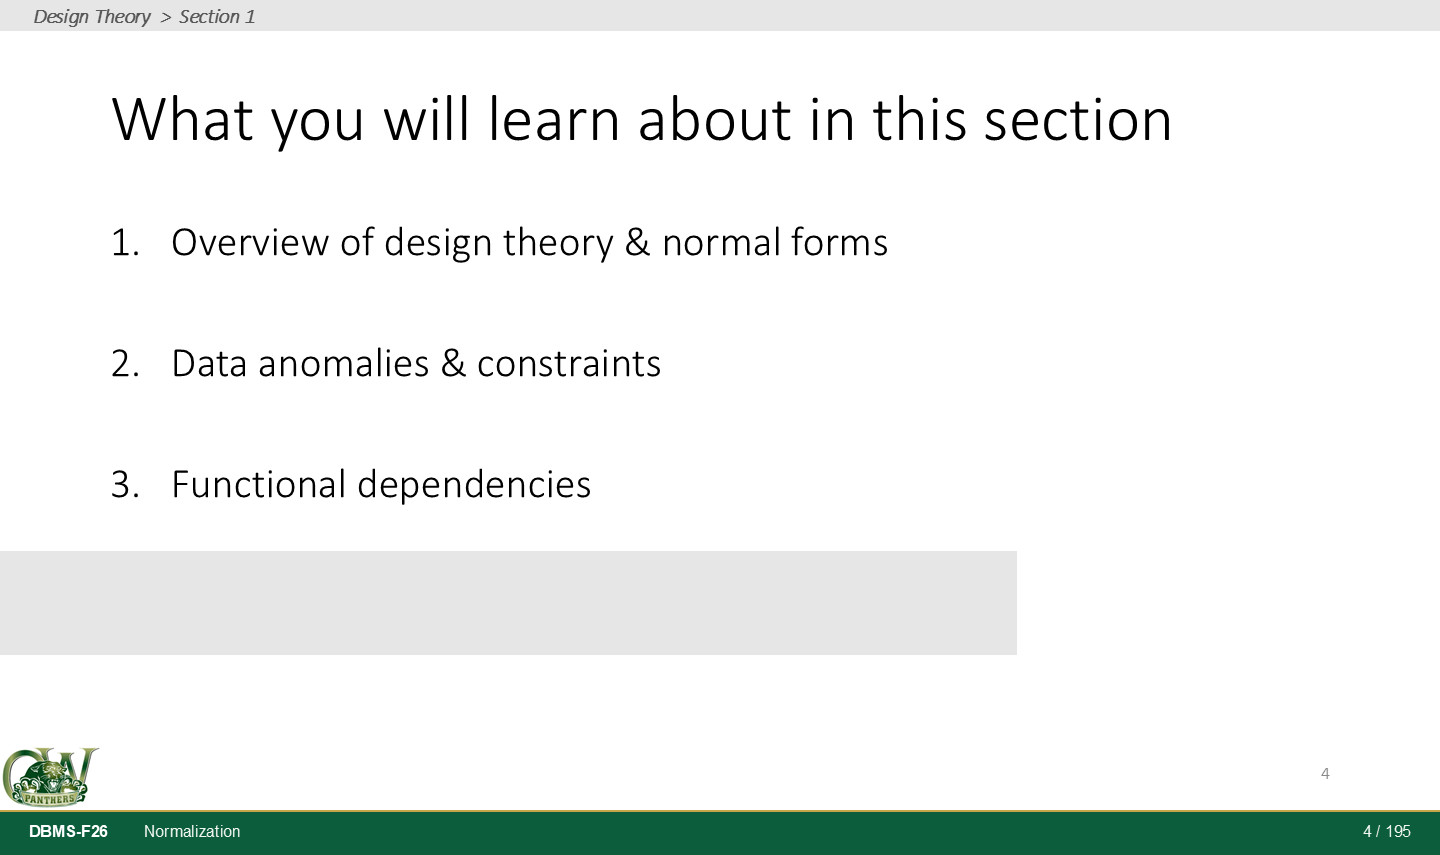 Design Theory > Section 1
What you will learn about in this section
1. Overview of design theory & normal forms
2. Data anomalies & constraints
3. Functional dependencies
OW
PANTHERS
4
DBMS-F26 Normalization 4 / 195